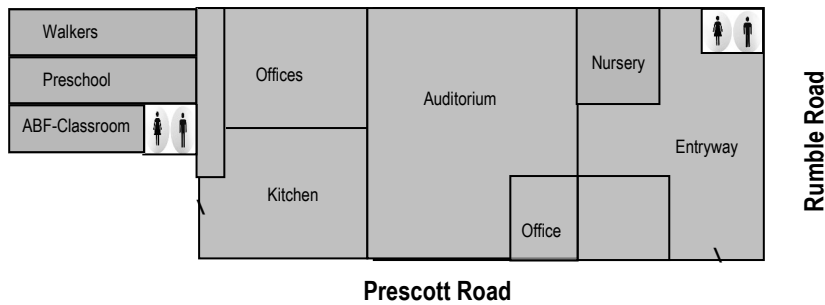 Walkers
Preschool
ABF-Classroom
Offices
Kitchen
Auditorium
Nursery
Entryway
Office
Rumble Road
Prescott Road